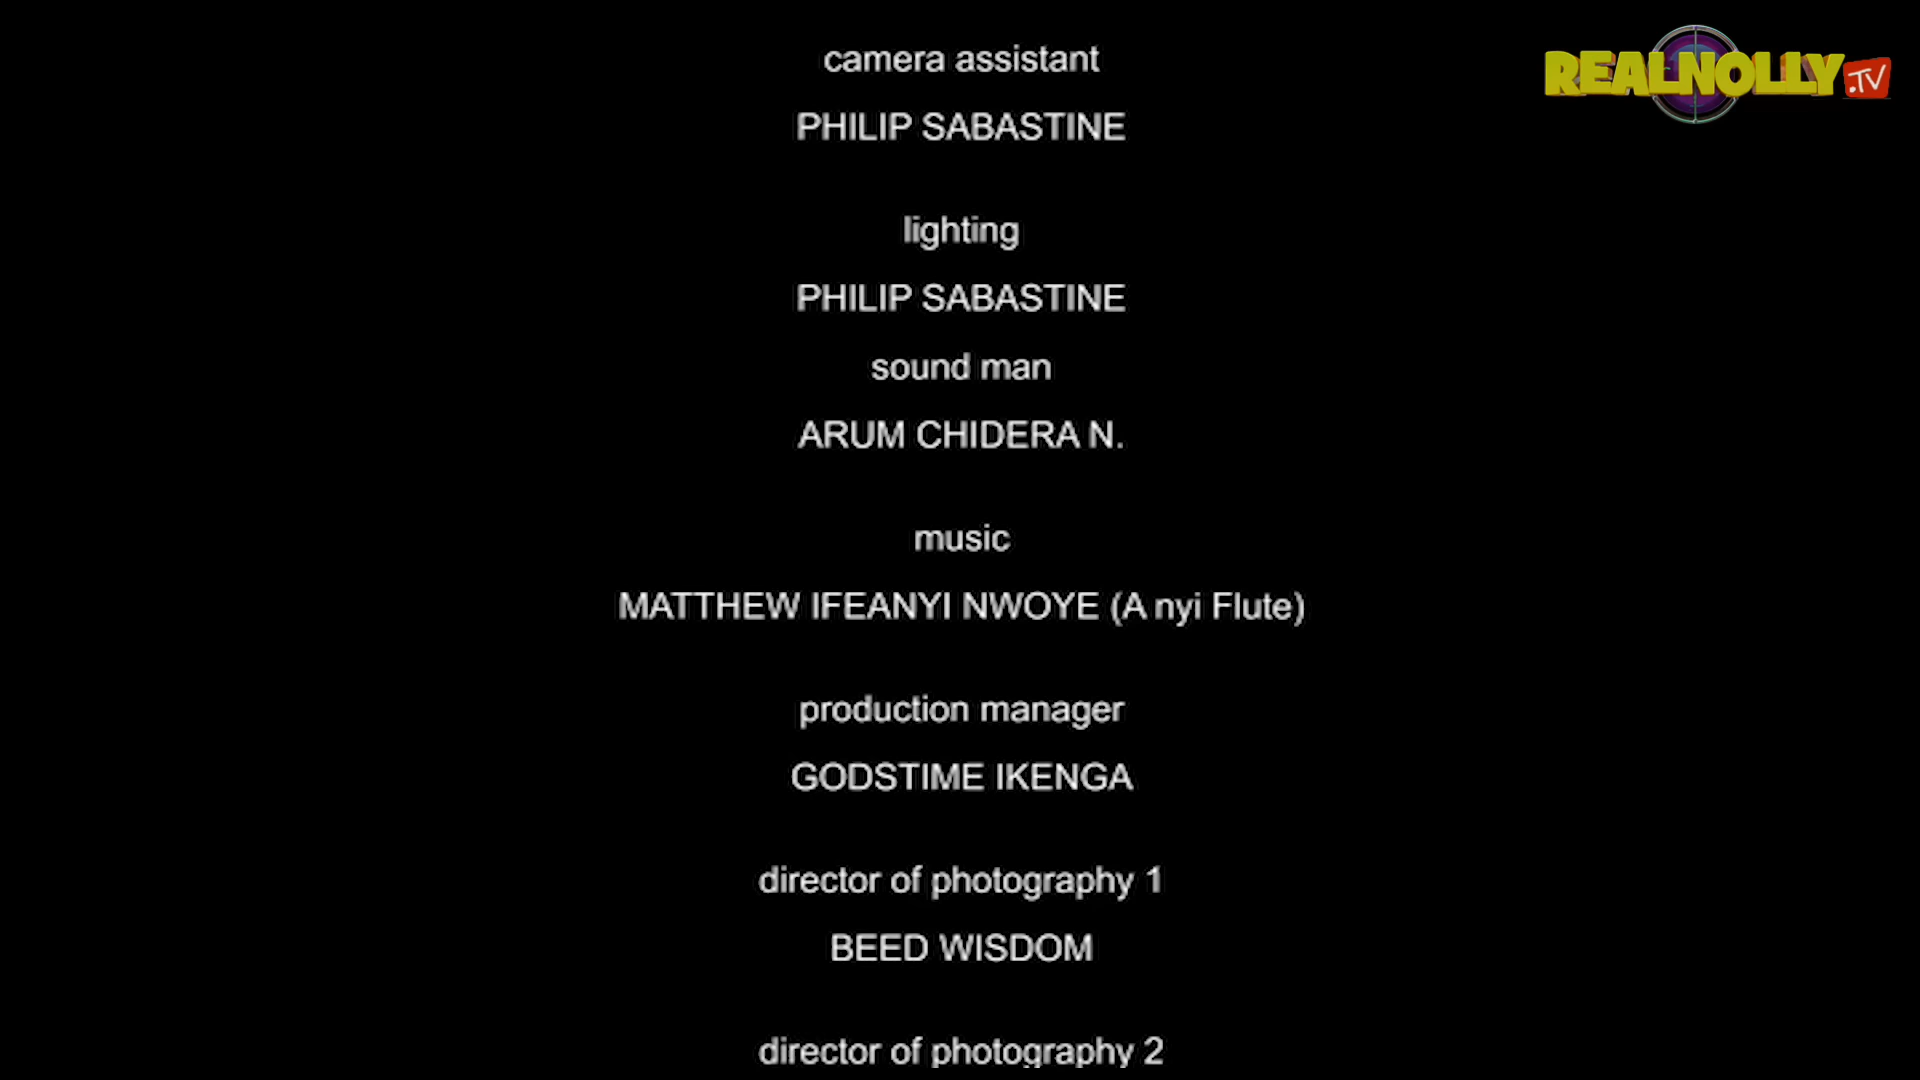 camera assistant
REALNOLLY.TV
PHILIP SABASTINE
lighting
PHILIP SABASTINE
sound man
ARUM CHIDERA N.
music
MATTHEW IFEANYI NWOYE (A nyi Flute)
production manager
GODSTIME IKENGA
director of photography 1
BEED WISDOM
director of photography 2